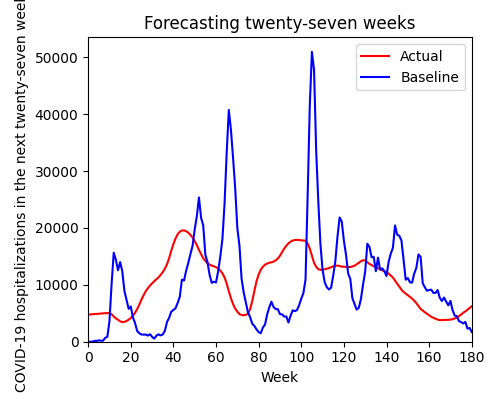 Forecasting twenty-seven weeks
COVID-19 hospitalizations in the next twenty-seven
50000
40000
30000
20000
10000
0
Actual
Baseline
0 20 40 60 80 100 120 140 160 180
Week